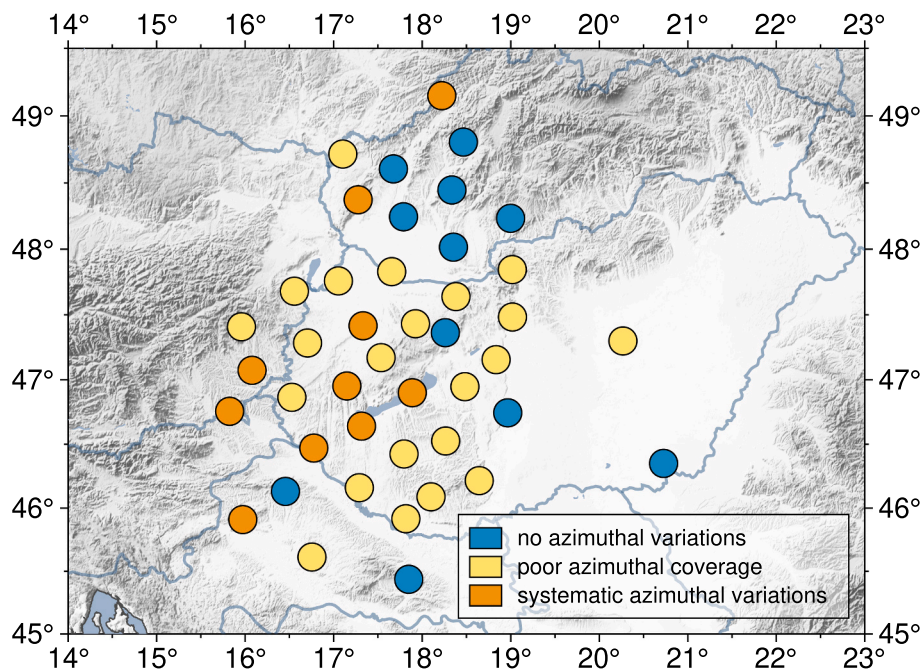 14° 15° 16° 17° 18° 19° 20° 21° 22° 23°
49° 49°
48° 48°
47° 47°
46° 46°
no azimuthal variations
poor azimuthal coverage
systematic azimuthal variations
45° 45°
14° 15° 16° 17° 18° 19° 20° 21° 22° 23°